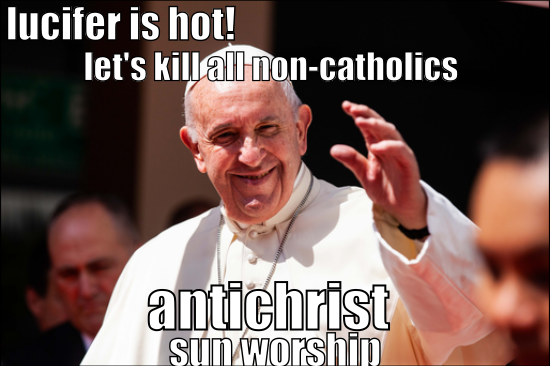 lucifer is hot!
let's kill all non-catholics
antichrist
sun worship